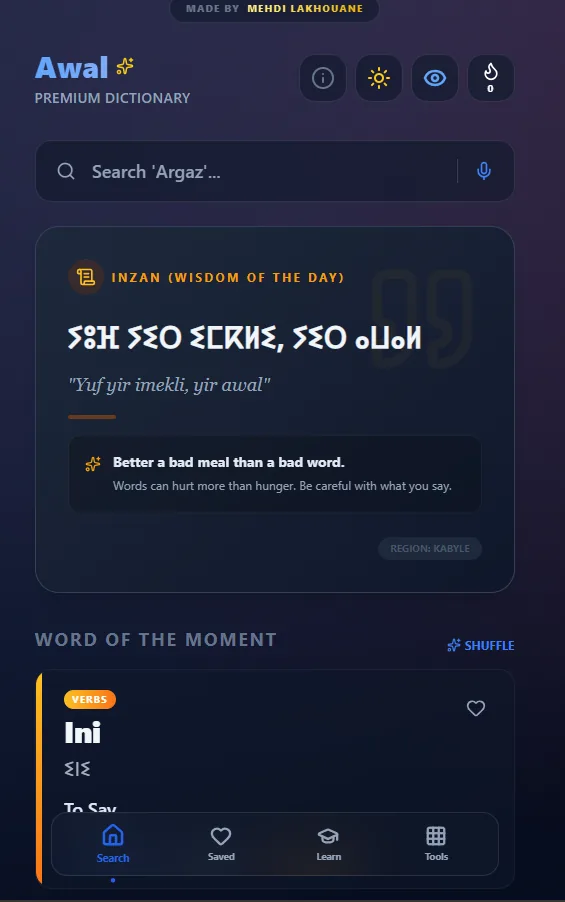 MADE BY MEHDI LAKHOUANE
Awal
PREMIUM DICTIONARY
0
Search 'Argaz'...
INZAN (WISDOM OF THE DAY)
ⵢⵓⴼ ⵢⵉⵔ ⵉⵎⴽⵍⵉ, ⵢⵉⵔ ⴰⵡⴰⵍ
"Yuf yir imekli, yir awal"
Better a bad meal than a bad word.
Words can hurt more than hunger. Be careful with what you say.
REGION: KABYLE
WORD OF THE MOMENT
SHUFFLE
VERBS
Ini
ⵉⵏⵉ
To Say
Search
Saved
Learn
Tools